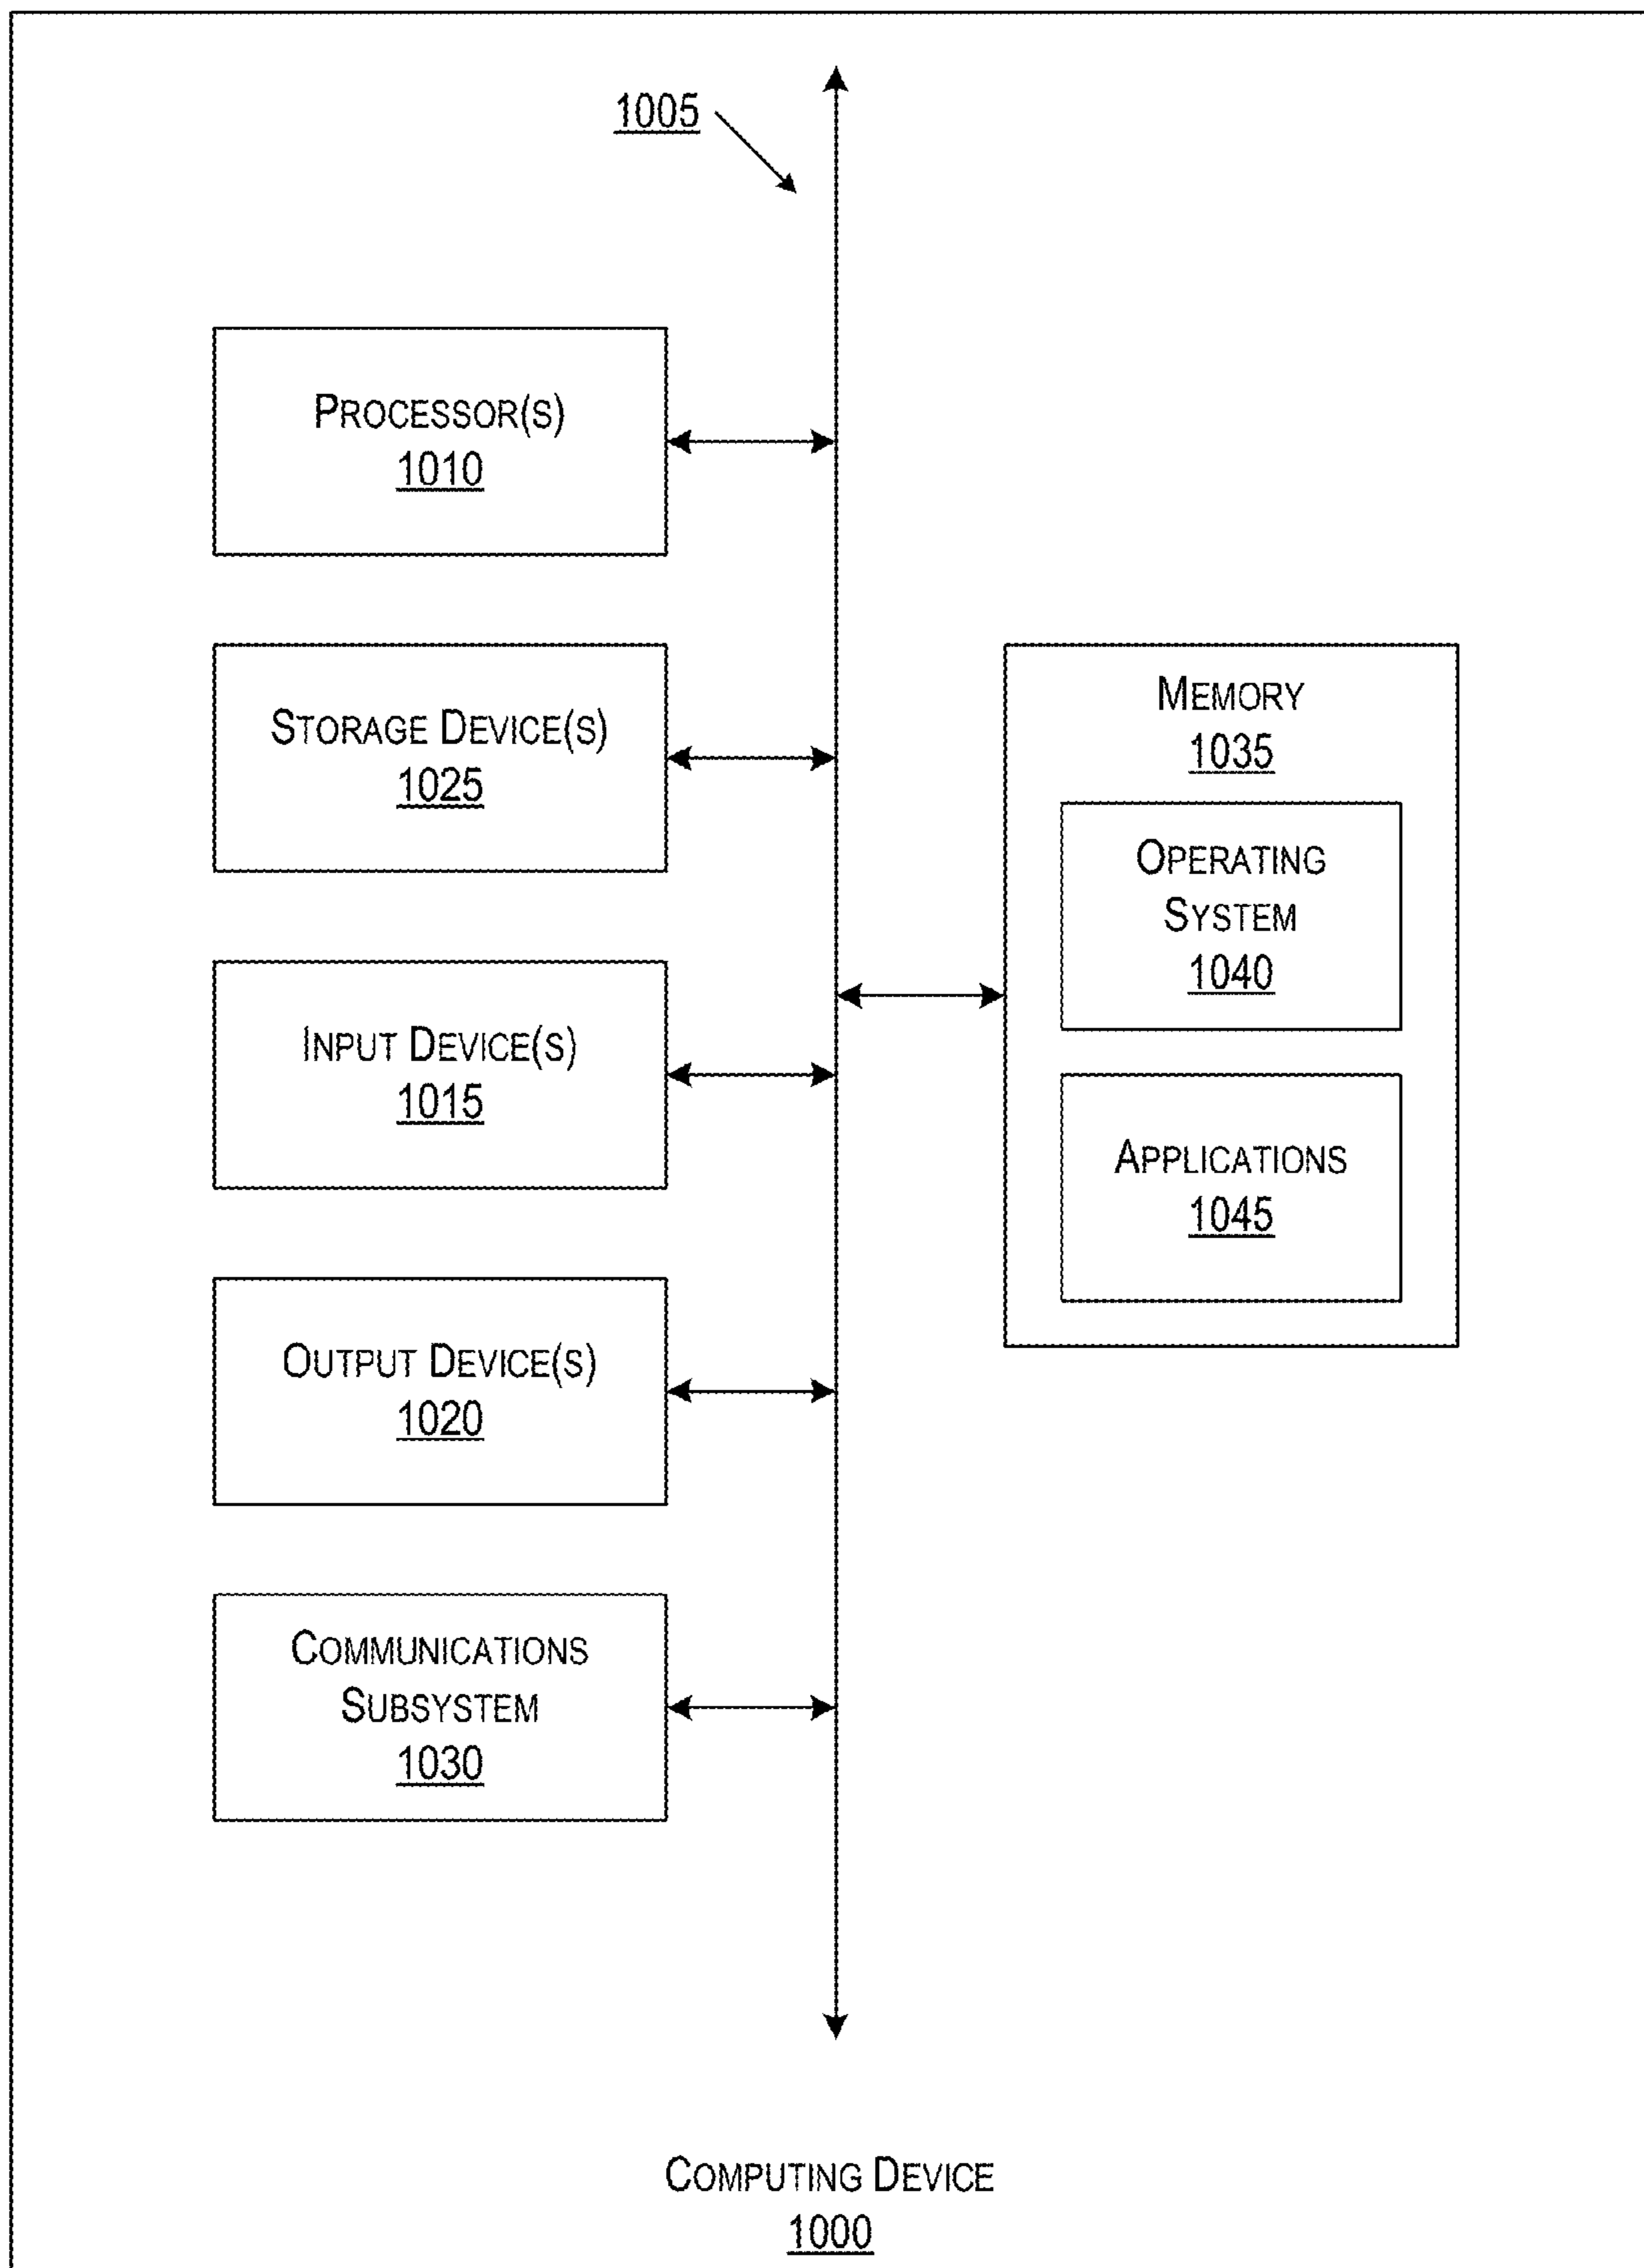 1005
PROCESSOR(S)
1010
STORAGE DEVICE(S)
1025
INPUT DEVICE(S)
1015
OUTPUT DEVICE(S)
1020
COMMUNICATIONS
SUBSYSTEM
1030
MEMORY
1035
OPERATING
SYSTEM
1040
APPLICATIONS
1045
COMPUTING DEVICE
1000